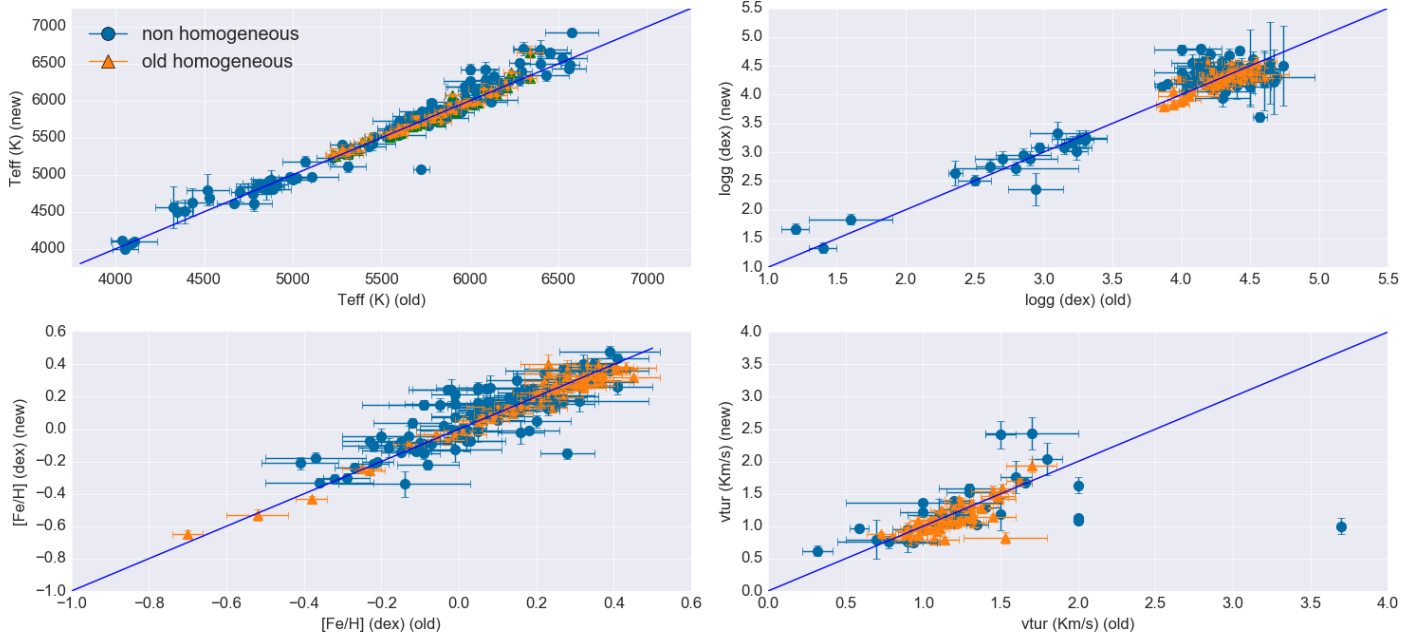 7000
6500
6000
5500
5000
4500
4000
Teff (K) (new)
non homogeneous
old homogeneous
4000 4500 5000 5500 6000 6500 7000
Teff (K) (old)
5.5
5.0
4.5
4.0
3.5
3.0
2.5
2.0
1.5
1.0
logg (dex) (new)
1.0 1.5 2.0 2.5 3.0 3.5 4.0 4.5 5.0 5.5
logg (dex) (old)
0.6
0.4
0.2
0.0
−0.2
−0.4
−0.6
−0.8
−1.0
[Fe/H] (dex) (new)
−1.0 −0.8 −0.6 −0.4 −0.2 0.0 0.2 0.4 0.6
[Fe/H] (dex) (old)
4.0
3.5
3.0
2.5
2.0
1.5
1.0
0.5
0.0
vtur (Km/s) (new)
0.0 0.5 1.0 1.5 2.0 2.5 3.0 3.5 4.0
vtur (Km/s) (old)